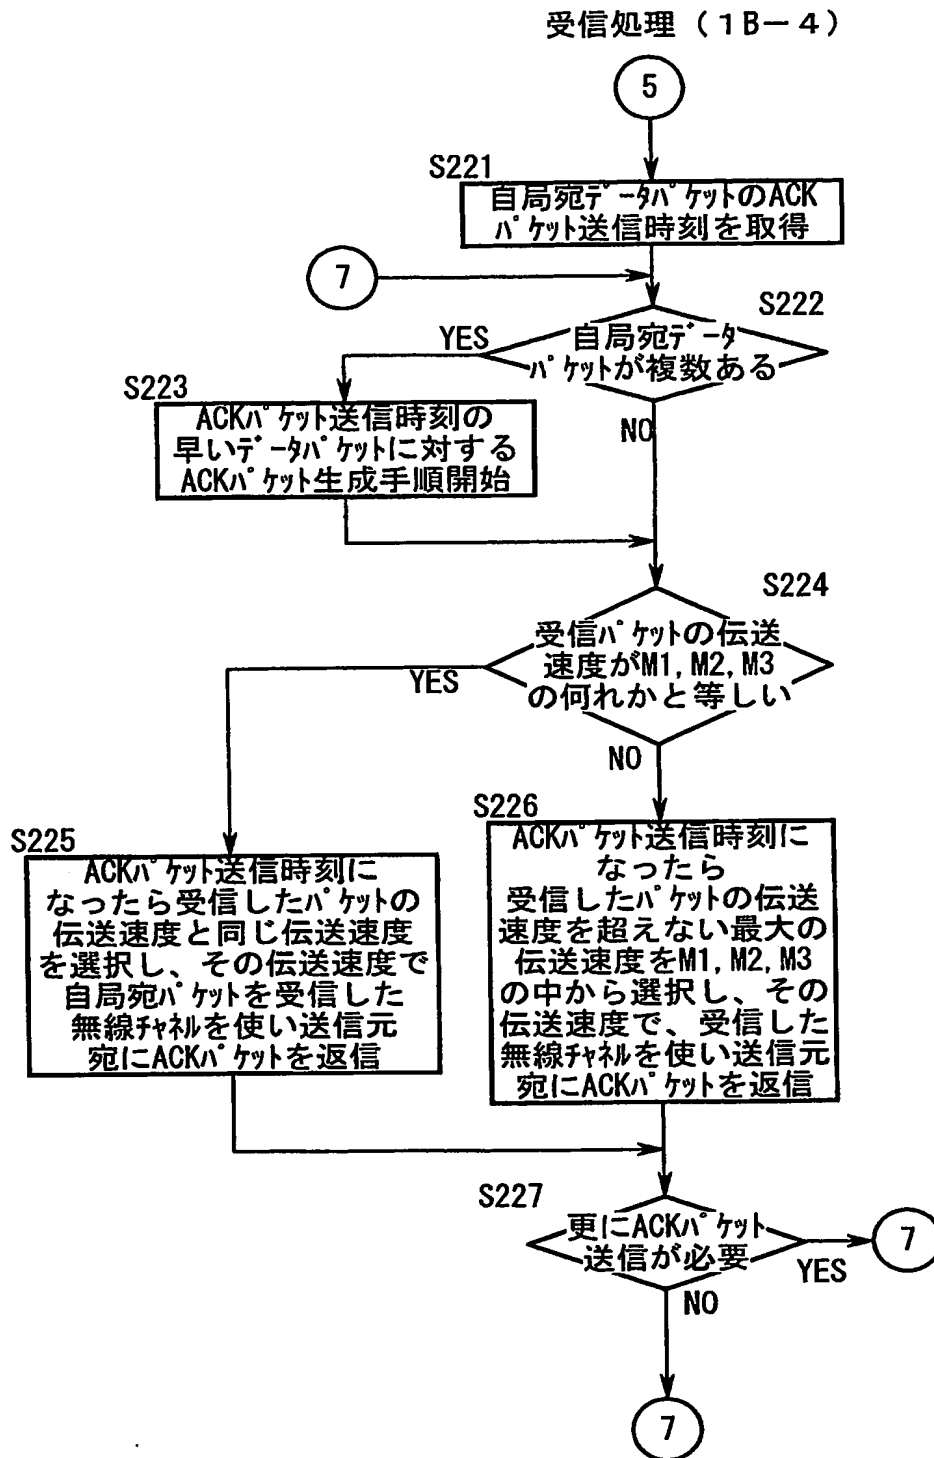 受信処理(1B-4)
5
S221
自局宛データパケットのACK
パケット送信時刻を取得
7
S222
自局宛データ
パケットが複数ある
YES
NO
S223
ACKパケット送信時刻の
早いデータパケットに対する
ACKパケット生成手順開始
S224
受信パケットの伝送
速度がM1,M2,M3
の何れかと等しい
YES
NO
S225
ACKパケット送信時刻に
なったら受信したパケットの
伝送速度と同じ伝送速度
を選択し、その伝送速度で
自局宛パケットを受信した
無線チャネルを使い送信元
宛にACKパケットを返信
S226
ACKパケット送信時刻に
なったら
受信したパケットの伝送
速度を超えない最大の
伝送速度をM1,M2,M3
の中から選択し、その
伝送速度で、受信した
無線チャネルを使い送信元
宛にACKパケットを返信
S227
更にACKパケット
送信が必要
YES
7
NO
7